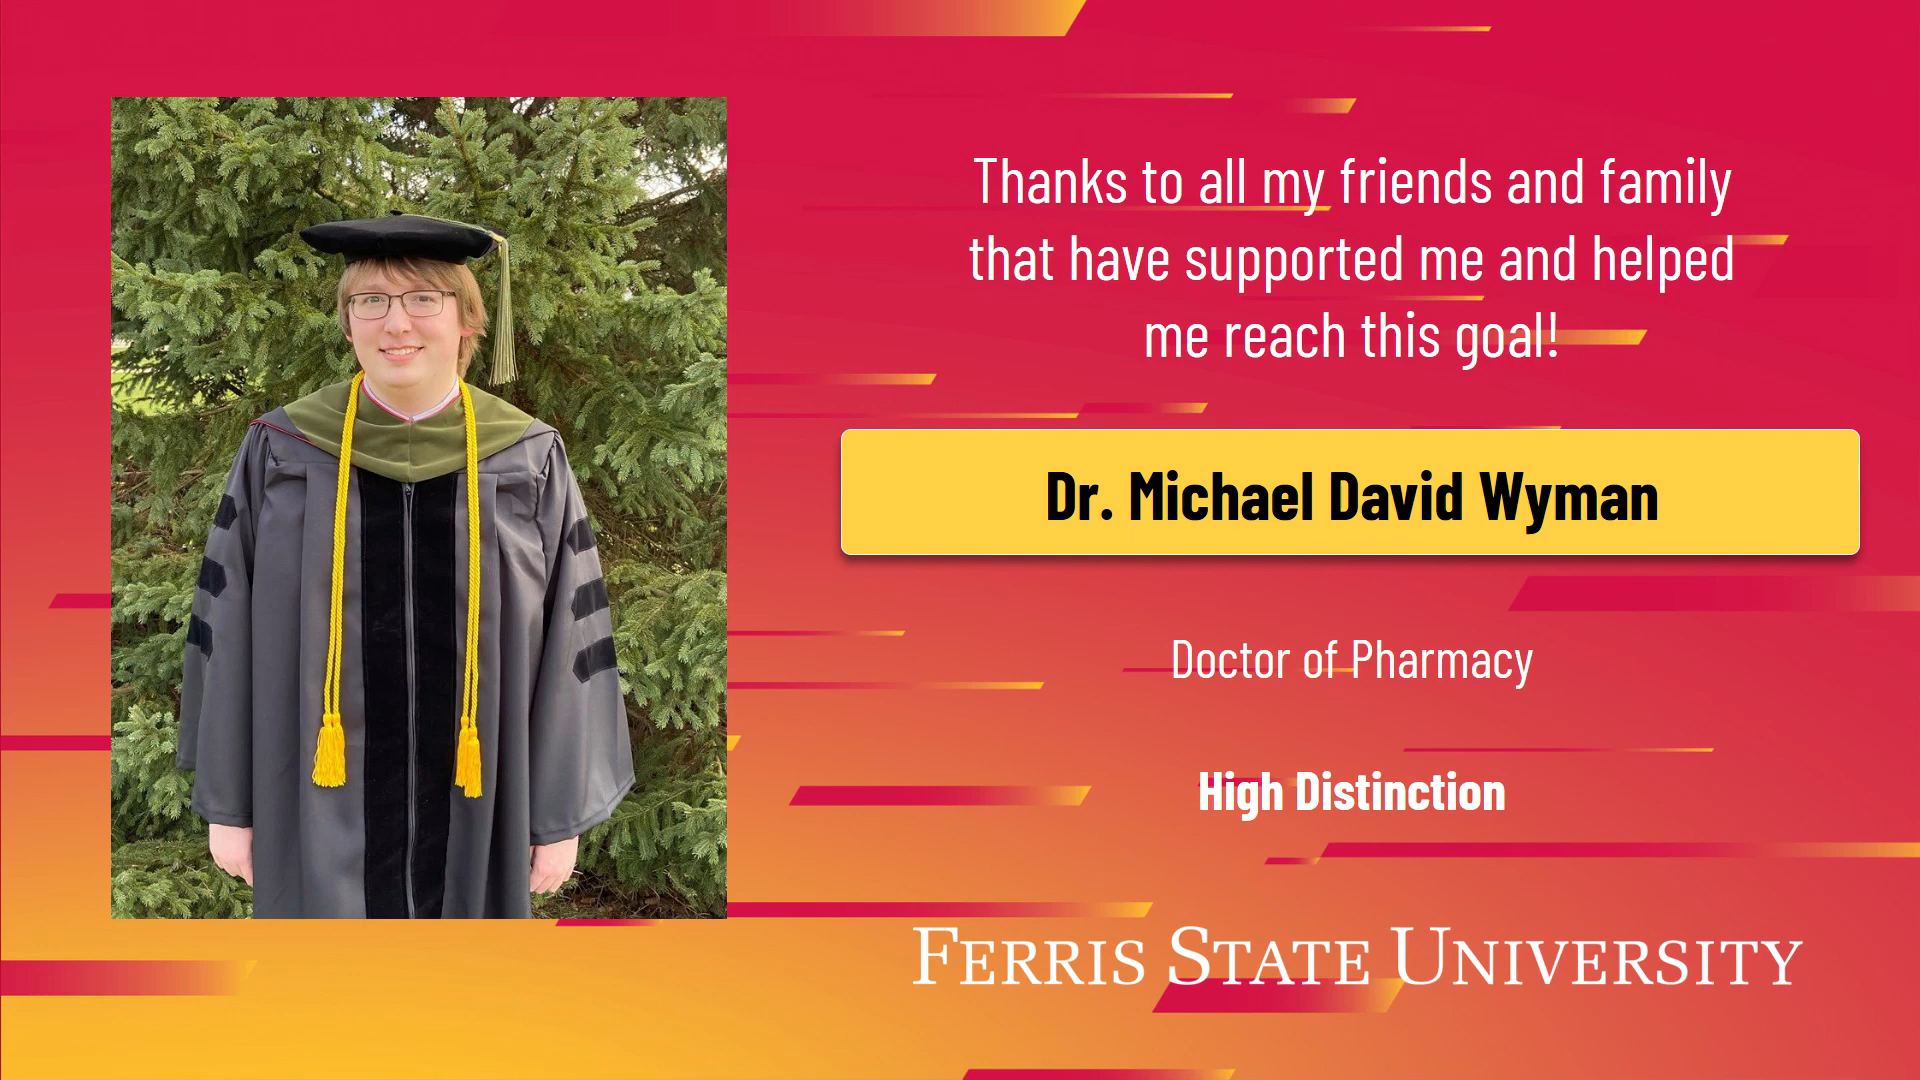 Thanks to all my friends and family
that have supported me and helped
me reach this goal!
Dr. Michael David Wyman
Doctor of Pharmacy
High Distinction
FERRIS STATE UNIVERSITY